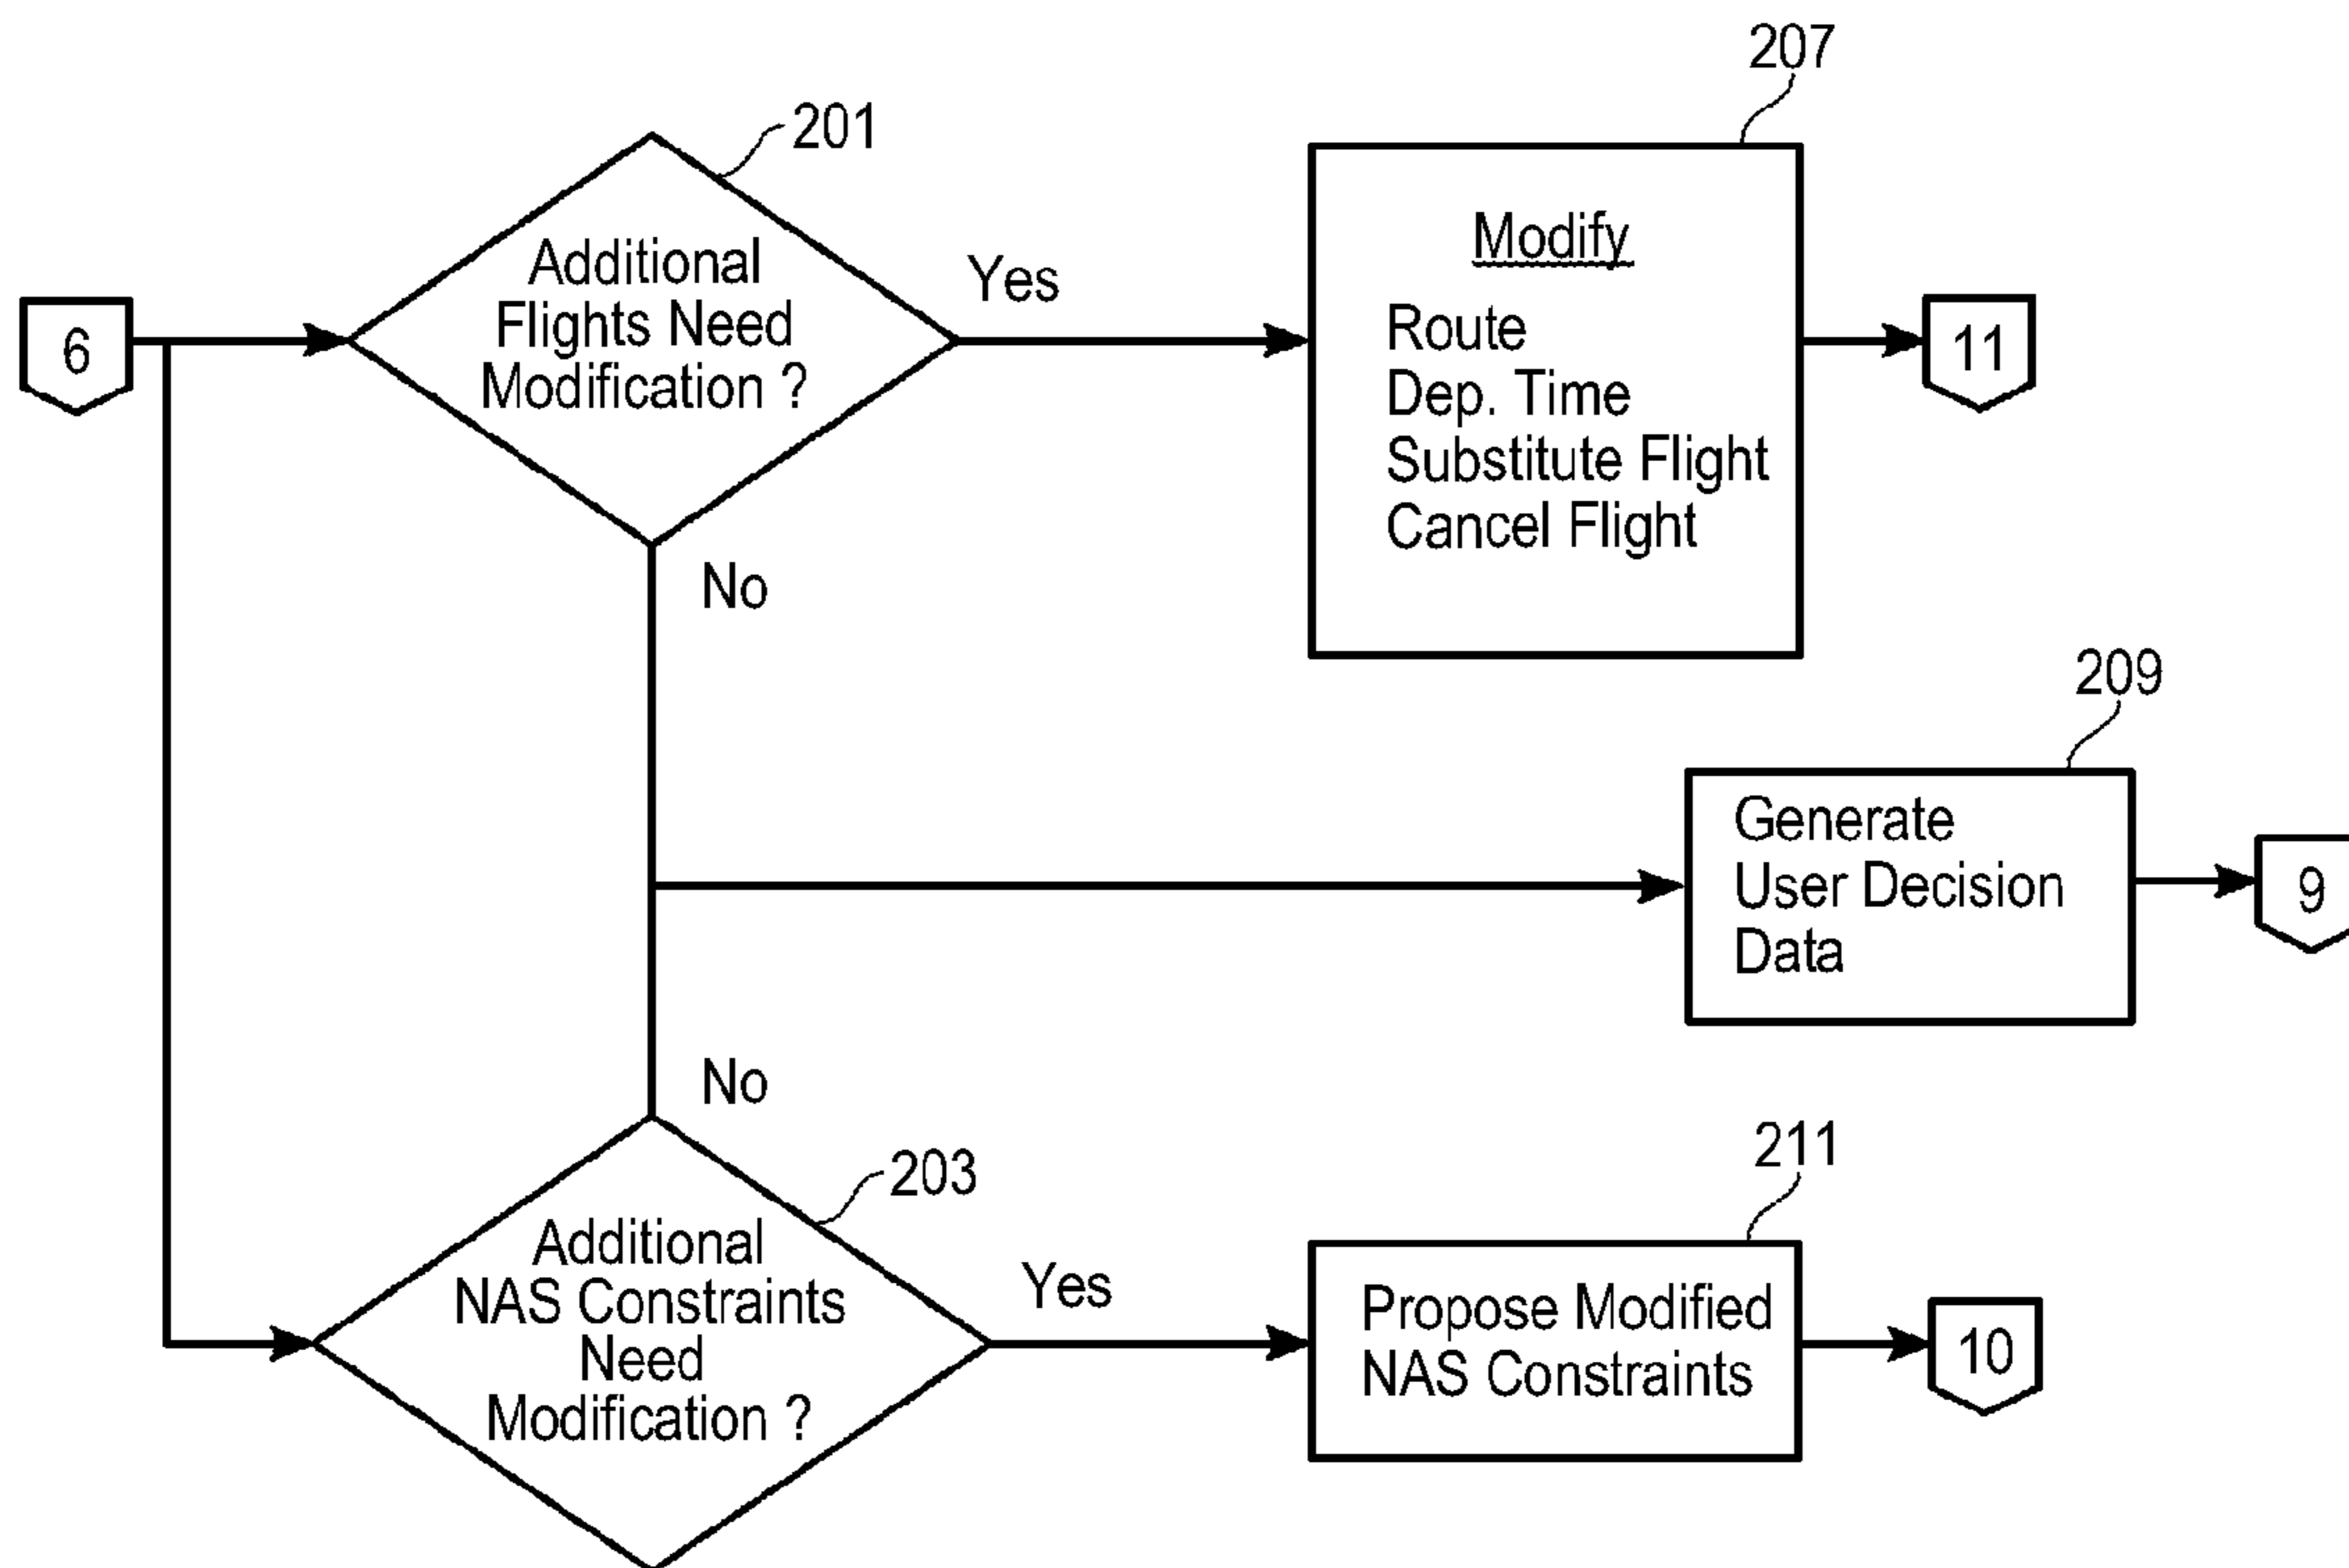 207
201
Additional
Flights Need
Modification ?
Yes
Modify
Route
Dep. Time
Substitute Flight
Cancel Flight
6
11
No
209
Generate
User Decision
Data
9
No
203
211
Additional
NAS Constraints
Need
Modification ?
Yes
Propose Modified
NAS Constraints
10